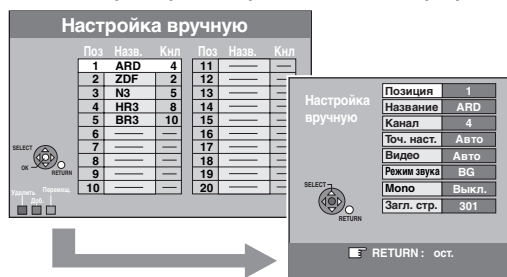 Настройка вручную
Поз Назв. Кнл Поз Назв. Кнл
1 ARD 4 11 — —
2 ZDF 2 12 — —
3 N3 5 13 — —
4 HR3 8 14 — —
5 BR3 10 15 — —
6 — — 16 — —
7 — — 17 — —
8 — — 18 — —
9 — — 19 — —
10 — — 20 — —
SELECT
OK
RETURN
Удалить Доб. Перемещ.
Настройка
вручную
Позиция 1
Название ARD
Канал 4
Точ. наст. Авто
Видео Авто
Режим звука BG
Mono Выкл.
Загл. стр. 301
SELECT
RETURN
RETURN : ост.